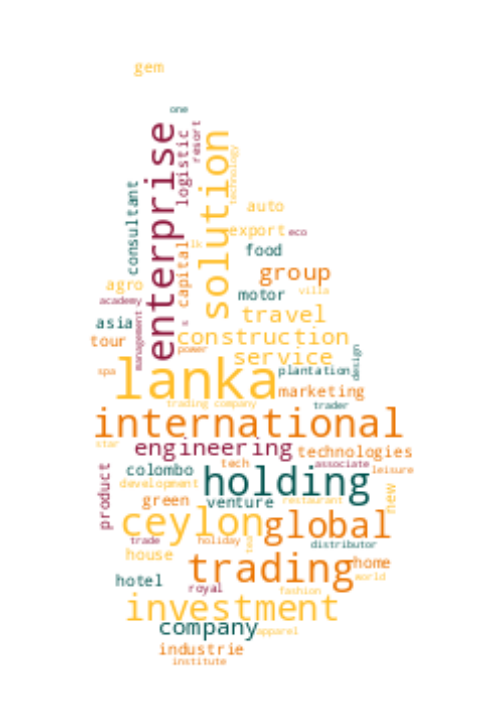 gem
one
enterprise
logistic
resort
solution
technology
consultant
auto
export
eco
lk
food
capital
group
agro
motor
villa
academy
travel
asia
s
management
tour
construction
power
service
design
spa
lanka
plantation
marketing
trading company
trader
international
star
engineering
technologies
tech
associate
colombo
leisure
holding
development
product
green
venture
restaurant
new
ceylon
global
trade
holiday
tea
distributor
house
trading
home
hotel
world
royal
fashion
investment
company
apparel
industrie
institute